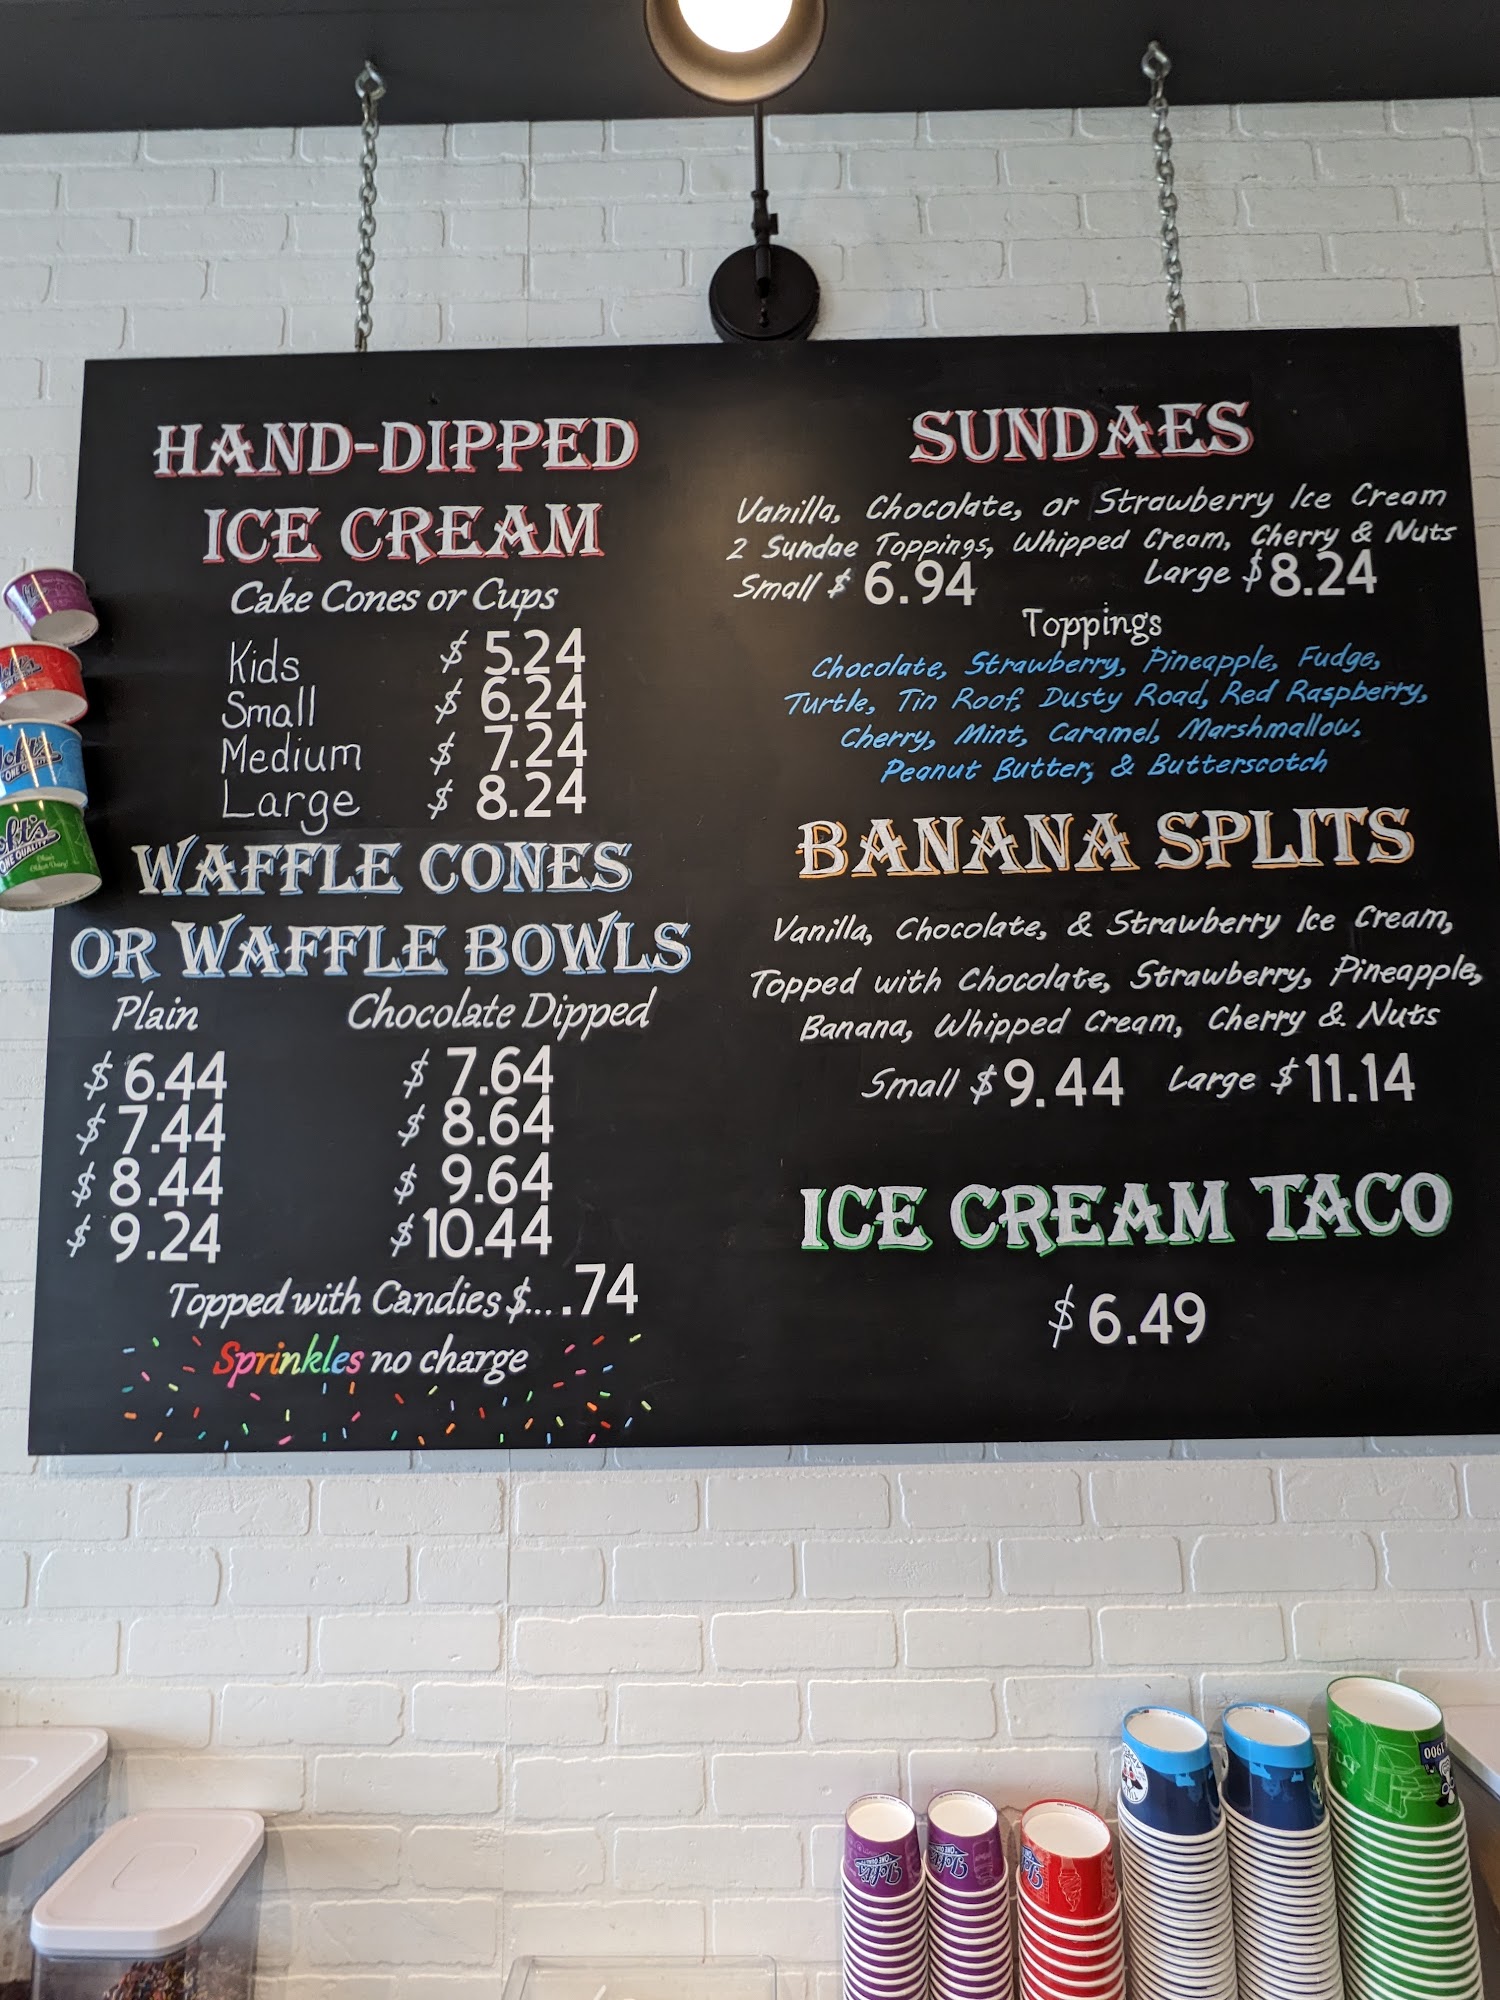 HAND-DIPPED
ICE CREAM
Cake Cones or Cups
Kids $ 5.24
Small $ 6.24
Medium $ 7.24
Large $ 8.24
WAFFLE CONES
OR WAFFLE BOWLS
Plain Chocolate Dipped
$ 6.44 $ 7.64
$ 7.44 $ 8.64
$ 8.44 $ 9.64
$ 9.24 $ 10.44
Topped with Candies $... .74
Sprinkles no charge
SUNDAES
Vanilla, Chocolate, or Strawberry Ice Cream
2 Sundae Toppings, Whipped Cream, Cherry & Nuts
Small $ 6.94 Large $ 8.24
Toppings
Chocolate, Strawberry, Pineapple, Fudge,
Turtle, Tin Roof, Dusty Road, Red Raspberry,
Cherry, Mint, Caramel, Marshmallow,
Peanut Butter, & Butterscotch
BANANA SPLITS
Vanilla, Chocolate, & Strawberry Ice Cream,
Topped with Chocolate, Strawberry, Pineapple,
Banana, Whipped Cream, Cherry & Nuts
Small $ 9.44 Large $ 11.14
ICE CREAM TACO
$ 6.49
ONE QUALITY